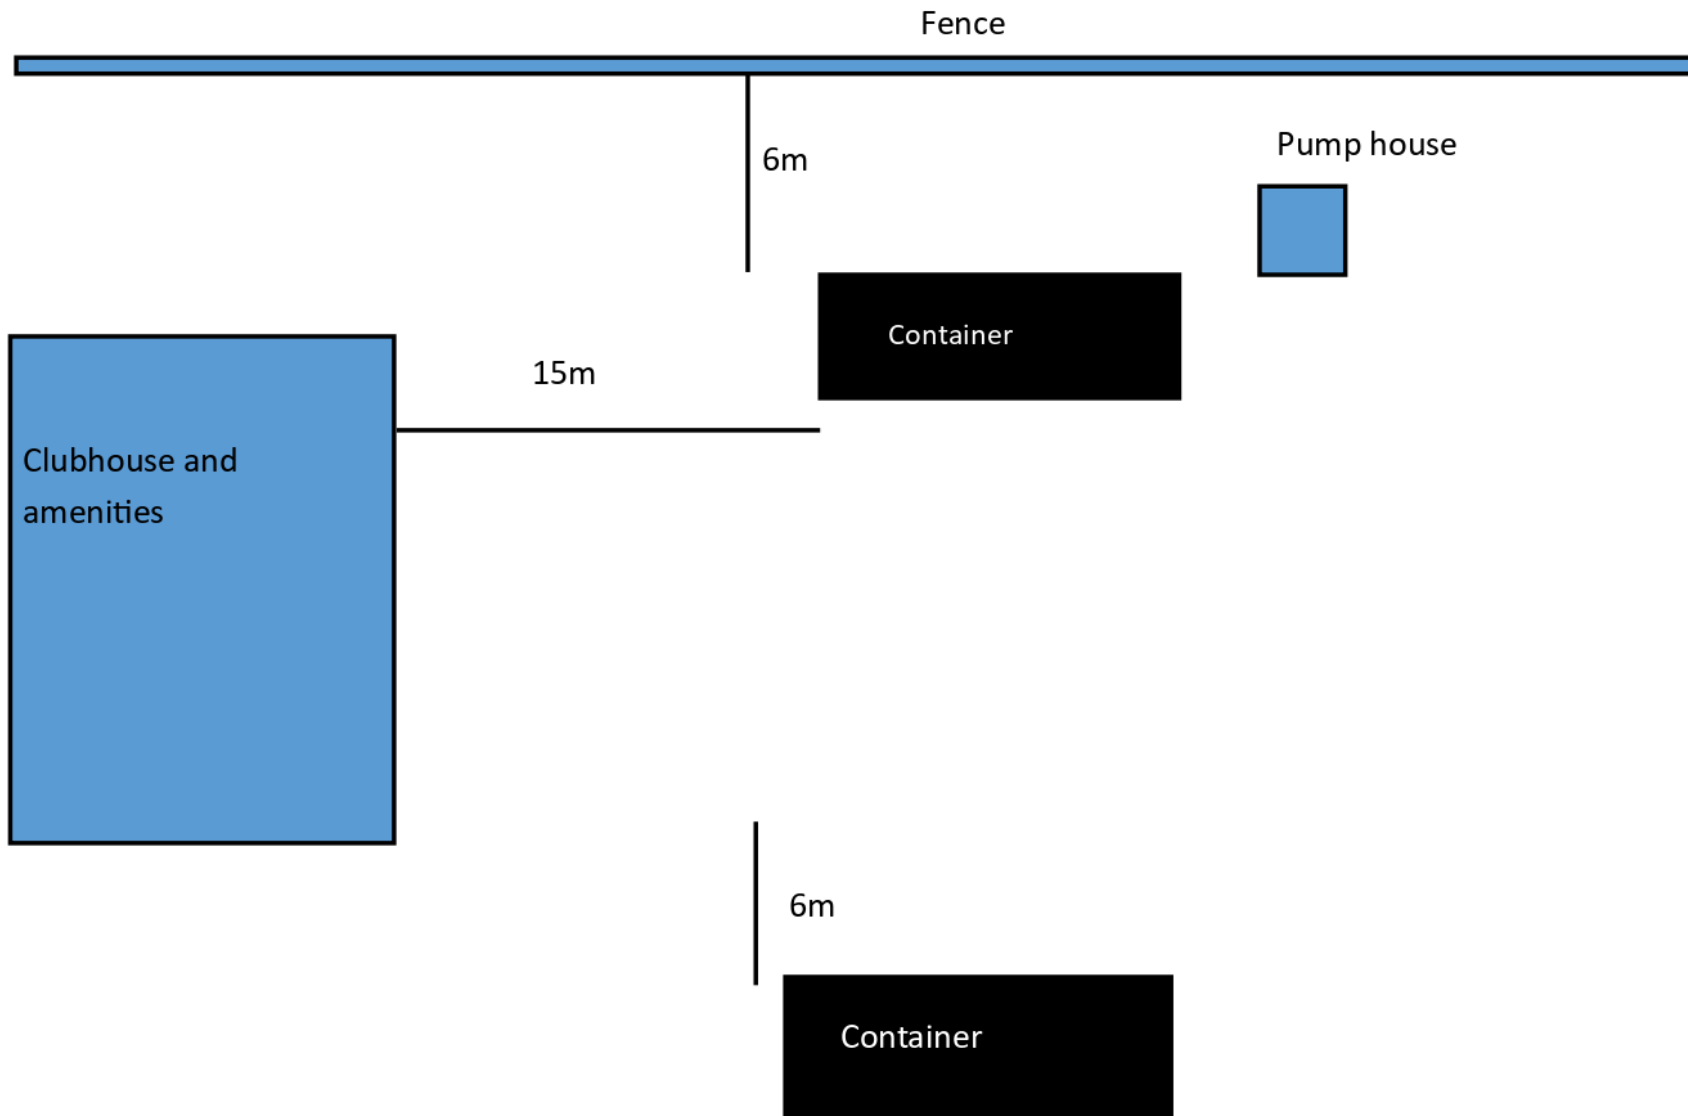 Fence
6m
Pump house
Container
15m
Clubhouse and
amenities
6m
Container